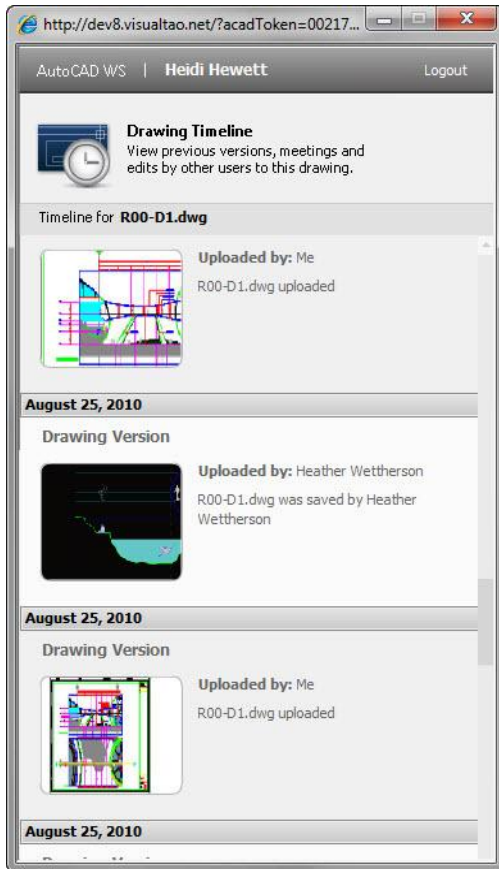 http://dev8.visualtao.net/?acadToken=00217...
AutoCAD WS | Heidi Hewett Logout
Drawing Timeline
View previous versions, meetings and
edits by other users to this drawing.
Timeline for R00-D1.dwg
Uploaded by: Me
R00-D1.dwg uploaded
August 25, 2010
Drawing Version
Uploaded by: Heather Wettherson
R00-D1.dwg was saved by Heather
Wettherson
August 25, 2010
Drawing Version
Uploaded by: Me
R00-D1.dwg uploaded
August 25, 2010